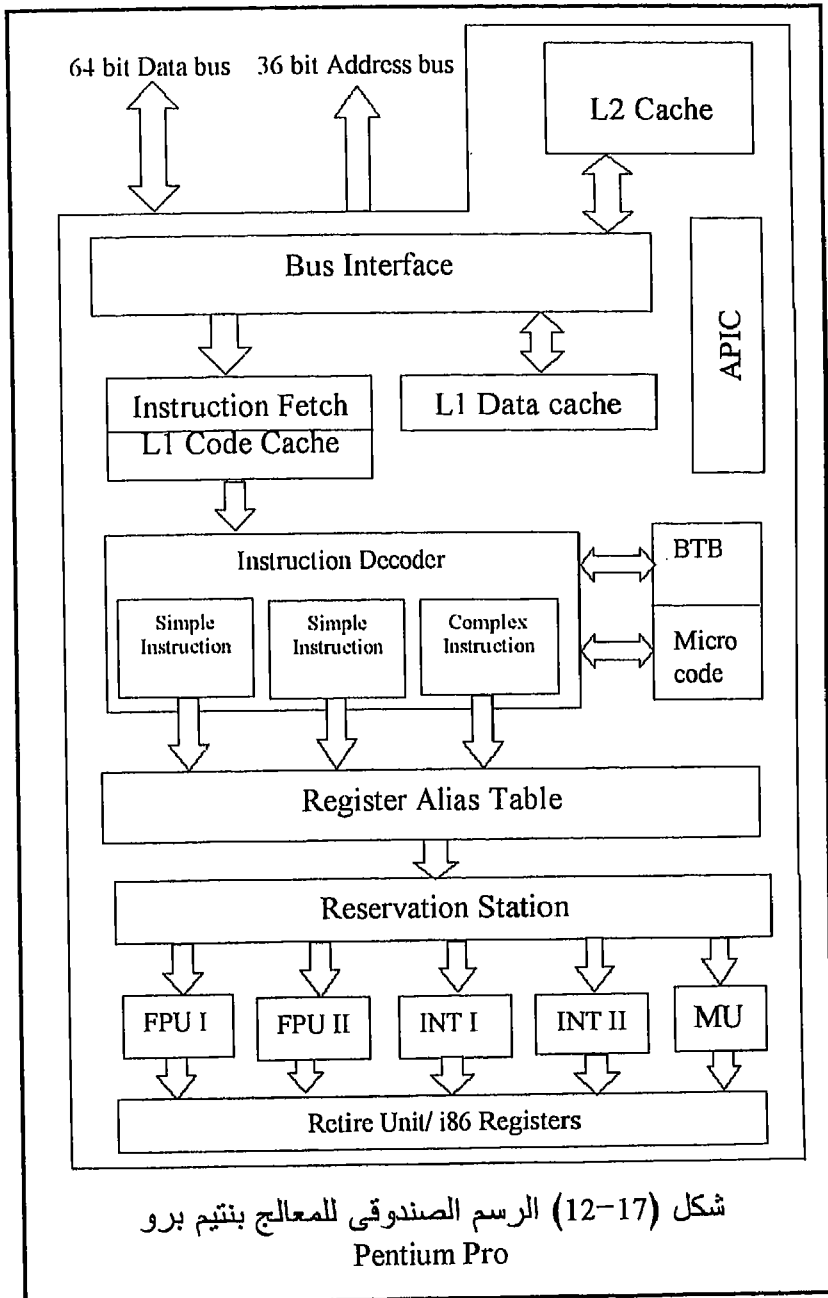 64 bit Data bus 36 bit Address bus
L2 Cache
Bus Interface
APIC
Instruction Fetch
L1 Code Cache
L1 Data cache
Instruction Decoder
Simple
Instruction
Simple
Instruction
Complex
Instruction
BTB
Micro
code
Register Alias Table
Reservation Station
FPU I
FPU II
INT I
INT II
MU
Retire Unit/ i86 Registers
شكل (17-12) الرسم الصندوقى للمعالج بنتيم برو
Pentium Pro